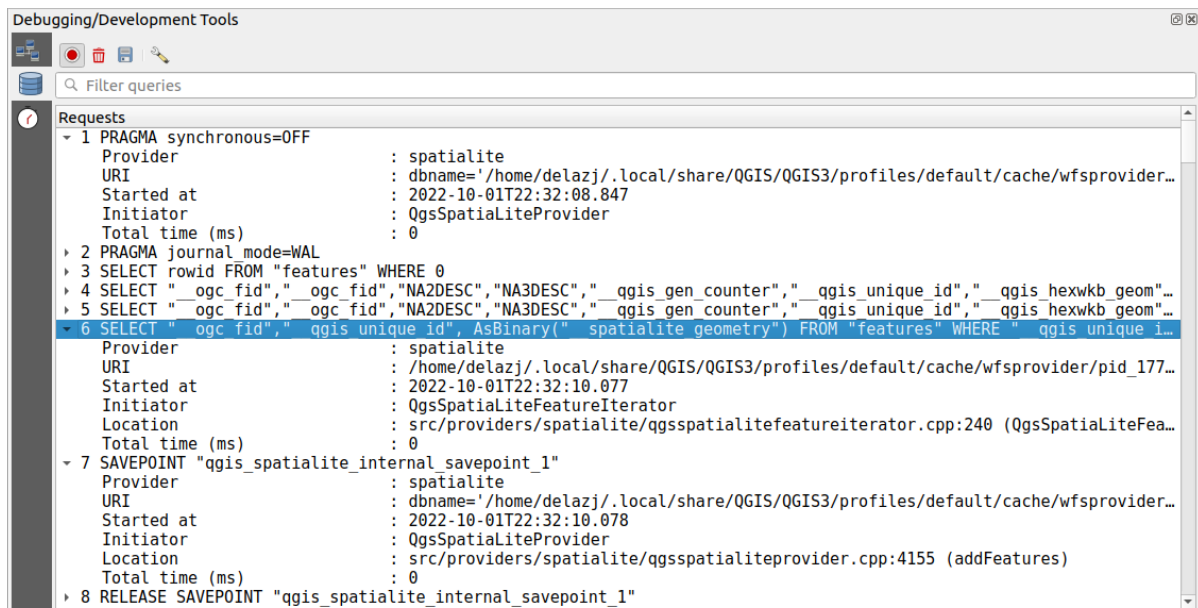 Debugging/Development Tools
Filter queries
Requests
1 PRAGMA synchronous=OFF
Provider : spatialite
URI : dbname='/home/delazj/.local/share/QGIS/QGIS3/profiles/default/cache/wfsprovider…
Started at : 2022-10-01T22:32:08.847
Initiator : QgsSpatiaLiteProvider
Total time (ms) : 0
2 PRAGMA journal_mode=WAL
3 SELECT rowid FROM "features" WHERE 0
4 SELECT "__ogc_fid","__ogc_fid","NA2DESC","NA3DESC","__qgis_gen_counter","__qgis_unique_id","__qgis_hexwkb_geom"…
5 SELECT "__ogc_fid","__ogc_fid","NA2DESC","NA3DESC","__qgis_gen_counter","__qgis_unique_id","__qgis_hexwkb_geom"…
6 SELECT "__ogc_fid","__qgis_unique_id", AsBinary("__spatialite_geometry") FROM "features" WHERE "__qgis_unique_i…
Provider : spatialite
URI : /home/delazj/.local/share/QGIS/QGIS3/profiles/default/cache/wfsprovider/pid_177…
Started at : 2022-10-01T22:32:10.077
Initiator : QgsSpatiaLiteFeatureIterator
Location : src/providers/spatialite/qgsspatialitefeatureiterator.cpp:240 (QgsSpatiaLiteFea…
Total time (ms) : 0
7 SAVEPOINT "qgis_spatialite_internal_savepoint_1"
Provider : spatialite
URI : dbname='/home/delazj/.local/share/QGIS/QGIS3/profiles/default/cache/wfsprovider…
Started at : 2022-10-01T22:32:10.078
Initiator : QgsSpatiaLiteProvider
Location : src/providers/spatialite/qgsspatialiteprovider.cpp:4155 (addFeatures)
Total time (ms) : 0
8 RELEASE SAVEPOINT "qgis_spatialite_internal_savepoint_1"